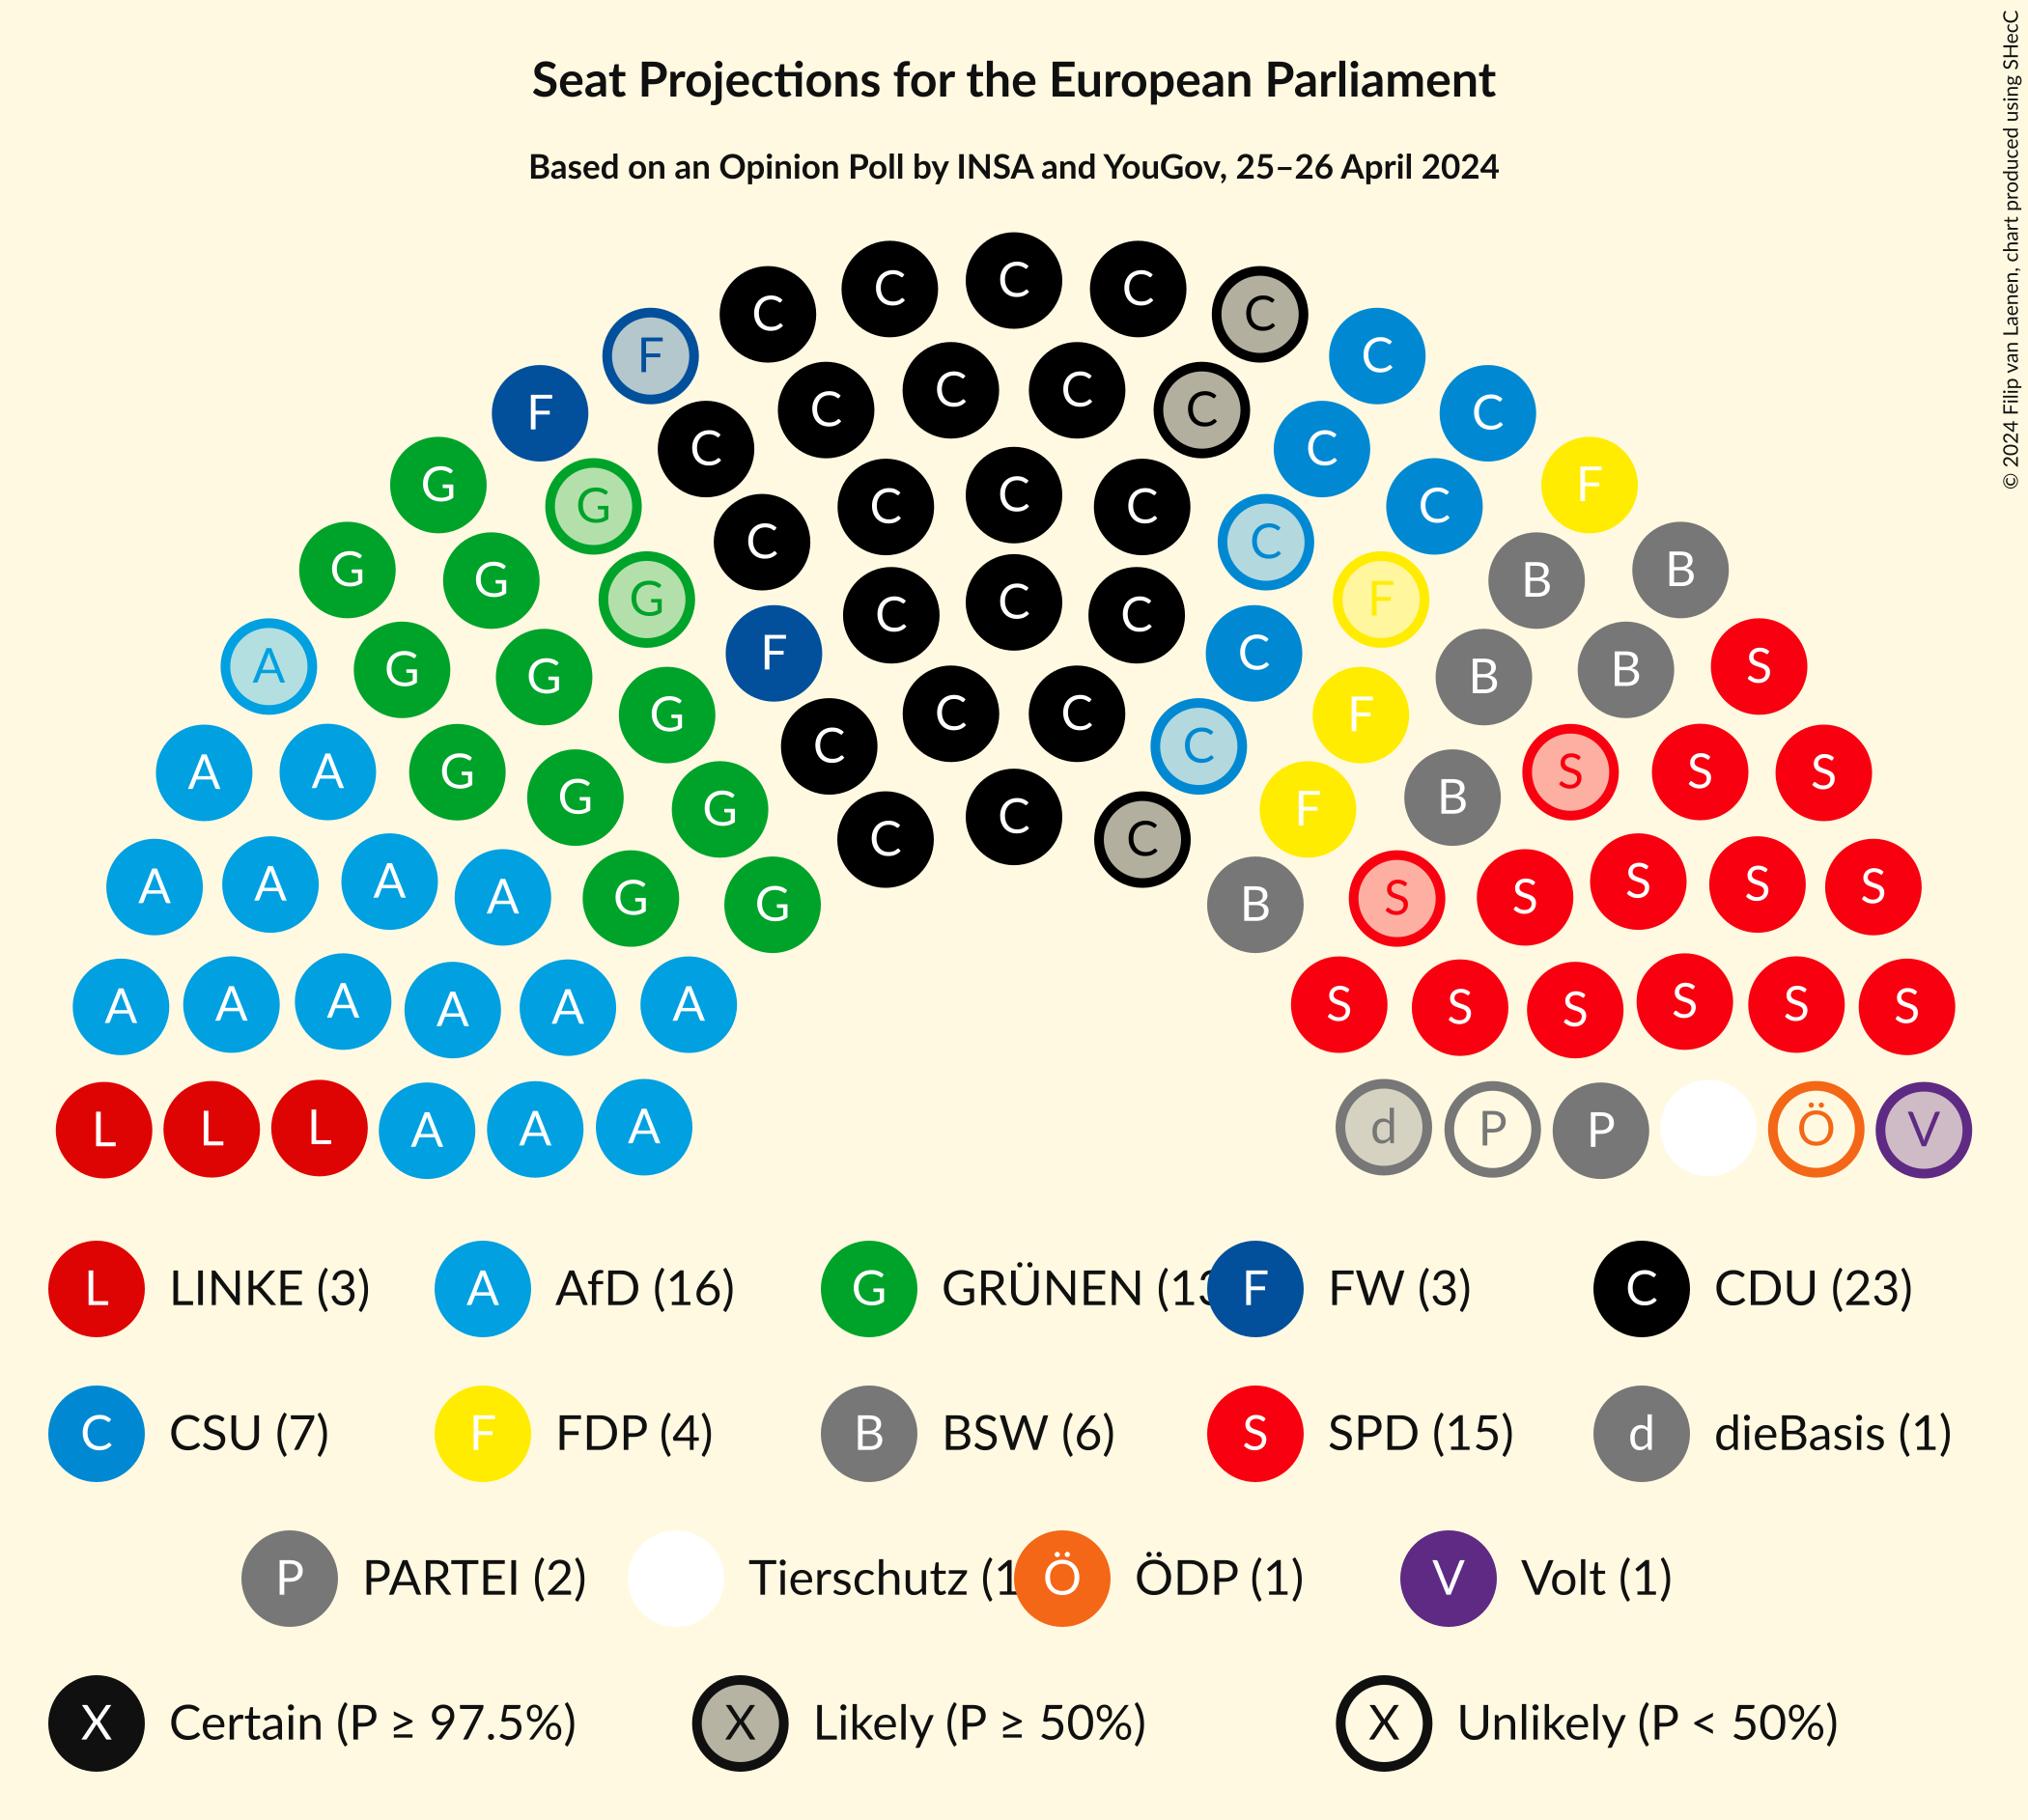 Seat Projections for the European Parliament
Based on an Opinion Poll by INSA and YouGov, 25–26 April 2024
© 2024 Filip van Laenen, chart produced using SHecC
C C C C C
F C
F C C C C C
C C
G G C C C C F
C C
G G G C F B B
C C
A G G F C B B S
G C C F
A A G C C S S S
G G C F B
C C
A A A A G G B S S S S S
A A A A A A S S S S S S
L L L A A A d P P Ö V
L LINKE (3) A AfD (16) G GRÜNEN (13 F FW (3) C CDU (23)
C CSU (7) F FDP (4) B BSW (6) S SPD (15) d dieBasis (1)
P PARTEI (2) Tierschutz (1 Ö ÖDP (1) V Volt (1)
X Certain (P ≥ 97.5%) X Likely (P ≥ 50%) X Unlikely (P < 50%)